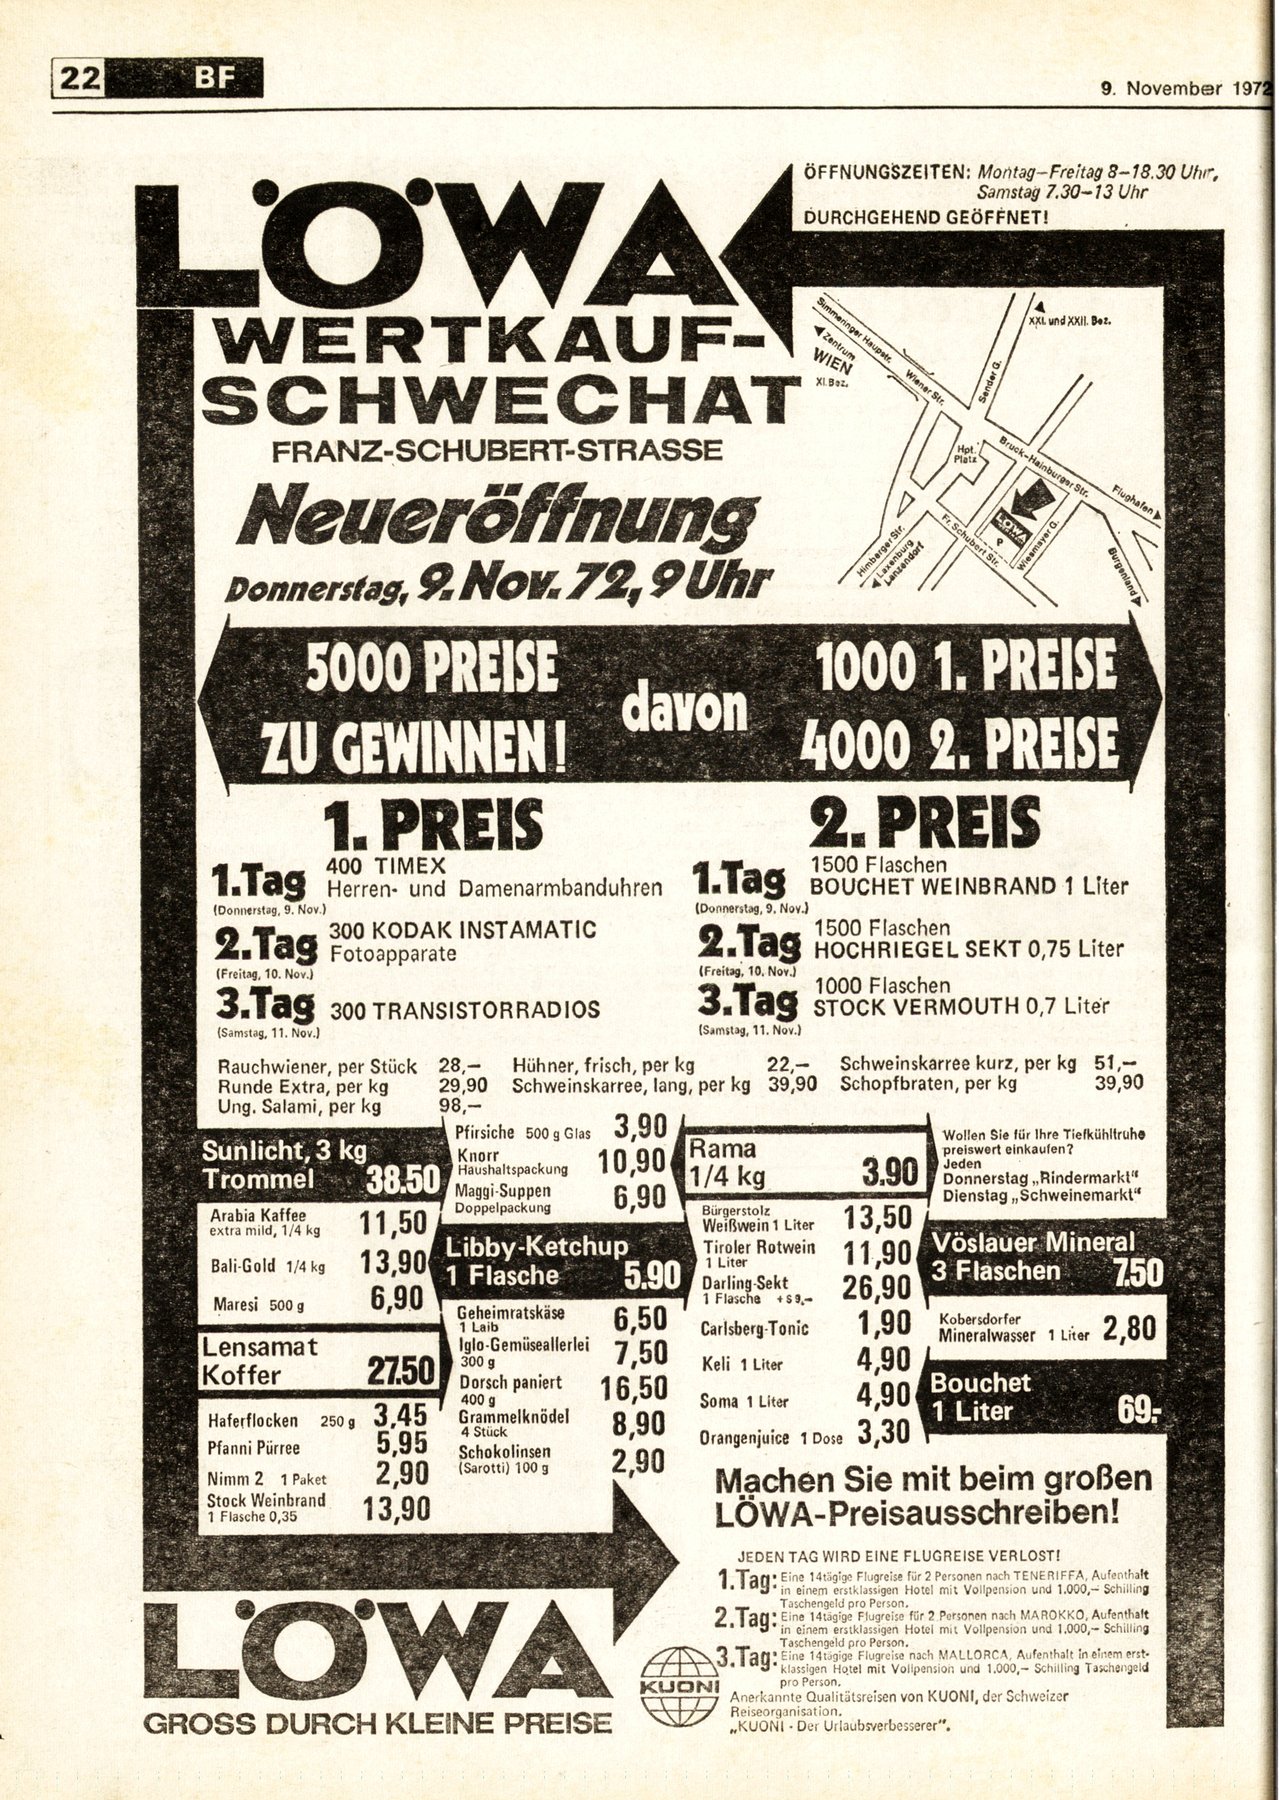 22 BF
9. November 1972
ÖFFNUNGSZEITEN: Montag–Freitag 8–18.30 Uhr,
Samstag 7.30–13 Uhr
DURCHGEHEND GEÖFFNET!
LÖWA
WERTKAUF-
SCHWECHAT
FRANZ-SCHUBERT-STRASSE
Neueröffnung
Donnerstag, 9. Nov. 72, 9 Uhr
Simmeringer Hauptstr.
Zentrum
WIEN
XI. Bez.
Wiener Str.
Sender G.
XXI. und XXII. Bez.
Hpt.
Platz
Bruck-Hainburger Str.
Flughafen
LÖWA
P
Fr. Schubert Str.
Wiesmayer G.
Himberger-Str.
Laxenburg
Lanzendorf
Burgenland
5000 PREISE
ZU GEWINNEN!
davon
1000 1. PREISE
4000 2. PREISE
1. PREIS
1.Tag 400 TIMEX
Herren- und Damenarmbanduhren
(Donnerstag, 9. Nov.)
2.Tag 300 KODAK INSTAMATIC
Fotoapparate
(Freitag, 10. Nov.)
3.Tag 300 TRANSISTORRADIOS
(Samstag, 11. Nov.)
2. PREIS
1.Tag 1500 Flaschen
BOUCHET WEINBRAND 1 Liter
(Donnerstag, 9. Nov.)
2.Tag 1500 Flaschen
HOCHRIEGEL SEKT 0,75 Liter
(Freitag, 10. Nov.)
3.Tag 1000 Flaschen
STOCK VERMOUTH 0,7 Liter
(Samstag, 11. Nov.)
Rauchwiener, per Stück 28,–
Runde Extra, per kg 29,90
Ung. Salami, per kg 98,–
Hühner, frisch, per kg 22,–
Schweinskarree, lang, per kg 39,90
Schweinskarree kurz, per kg 51,–
Schopfbraten, per kg 39,90
Sunlicht, 3 kg
Trommel 38.50
Arabia Kaffee
extra mild, 1/4 kg 11,50
Bali-Gold 1/4 kg 13,90
Maresi 500 g 6,90
Lensamat
Koffer 27.50
Haferflocken 250 g 3,45
Pfanni Pürree 5,95
Nimm 2 1 Paket 2,90
Stock Weinbrand
1 Flasche 0,35 13,90
Pfirsiche 500 g Glas 3,90
Knorr
Haushaltspackung 10,90
Maggi-Suppen
Doppelpackung 6,90
Libby-Ketchup
1 Flasche 5.90
Geheimratskäse
1 Laib 6,50
Iglo-Gemüseallerlei
300 g 7,50
Dorsch paniert
400 g 16,50
Grammelknödel
4 Stück 8,90
Schokolinsen
(Sarotti) 100 g 2,90
Rama
1/4 kg 3.90
Bürgerstolz
Weißwein 1 Liter 13,50
Tiroler Rotwein
1 Liter 11,90
Darling-Sekt
1 Flasche + S 9,– 26,90
Carlsberg-Tonic 1,90
Keli 1 Liter 4,90
Soma 1 Liter 4,90
Orangenjuice 1 Dose 3,30
Wollen Sie für Ihre Tiefkühltruhe
preiswert einkaufen?
Jeden
Donnerstag „Rindermarkt“
Dienstag „Schweinemarkt“
Vöslauer Mineral
3 Flaschen 7.50
Kobersdorfer
Mineralwasser 1 Liter 2,80
Bouchet
1 Liter 69.-
Machen Sie mit beim großen
LÖWA-Preisausschreiben!
JEDEN TAG WIRD EINE FLUGREISE VERLOST!
1.Tag: Eine 14tägige Flugreise für 2 Personen nach TENERIFFA, Aufenthalt
in einem erstklassigen Hotel mit Vollpension und 1.000,– Schilling
Taschengeld pro Person.
2.Tag: Eine 14tägige Flugreise für 2 Personen nach MAROKKO, Aufenthalt
in einem erstklassigen Hotel mit Vollpension und 1.000,– Schilling
Taschengeld pro Person.
3.Tag: Eine 14tägige Flugreise nach MALLORCA, Aufenthalt in einem erst-
klassigen Hotel mit Vollpension und 1.000,– Schilling Taschengeld
pro Person.
Anerkannte Qualitätsreisen von KUONI, der Schweizer
Reiseorganisation.
„KUONI - Der Urlaubsverbesserer“.
KUONI
LÖWA
GROSS DURCH KLEINE PREISE